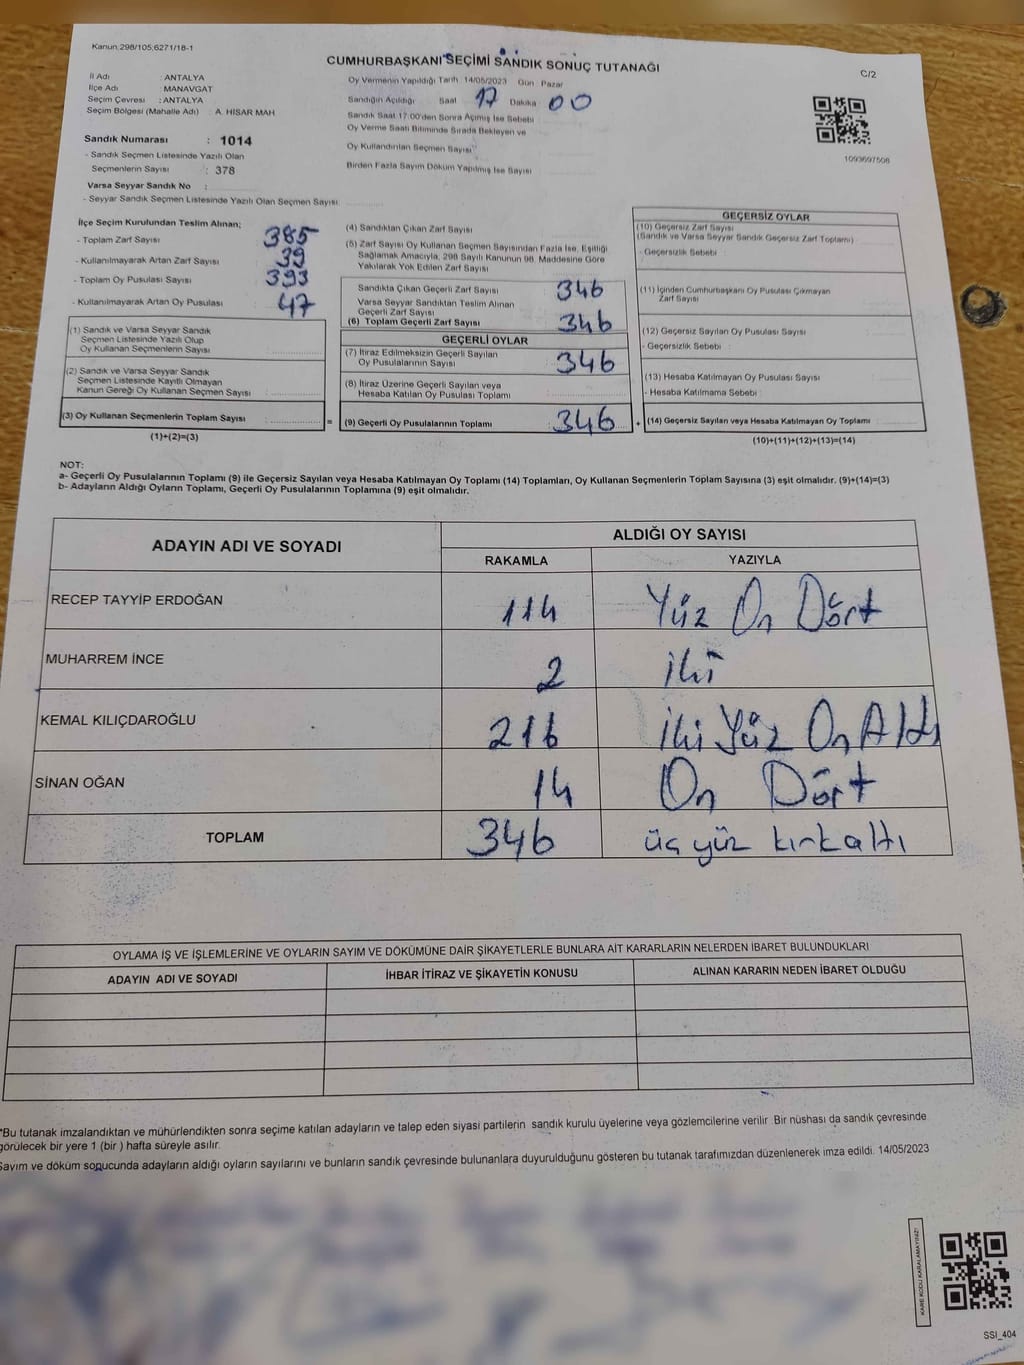 Kanun:298/105;6271/18-1
CUMHURBAŞKANI SEÇİMİ SANDIK SONUÇ TUTANAĞI
C/2
İl Adı : ANTALYA
İlçe Adı : MANAVGAT
Seçim Çevresi : ANTALYA
Seçim Bölgesi (Mahalle Adı) : A. HİSAR MAH
Oy Vermenin Yapıldığı Tarih 14/05/2023 Gün Pazar
Sandığın Açıldığı Saat 17 Dakika 00
Sandık Saat 17:00'den Sonra Açılmış İse Sebebi
Oy Verme Saati Bitiminde Sırada Bekleyen ve
Oy Kullandırılan Seçmen Sayısı
Birden Fazla Sayım Döküm Yapılmış İse Sayısı
1093697506
Sandık Numarası : 1014
- Sandık Seçmen Listesinde Yazılı Olan
Seçmenlerin Sayısı : 378
Varsa Seyyar Sandık No :
- Seyyar Sandık Seçmen Listesinde Yazılı Olan Seçmen Sayısı
İlçe Seçim Kurulundan Teslim Alınan;
- Toplam Zarf Sayısı 385
- Kullanılmayarak Artan Zarf Sayısı 39
- Toplam Oy Pusulası Sayısı 393
- Kullanılmayarak Artan Oy Pusulası 47
(1) Sandık ve Varsa Seyyar Sandık
Seçmen Listesinde Yazılı Olup
Oy Kullanan Seçmenlerin Sayısı
(2) Sandık ve Varsa Seyyar Sandık
Seçmen Listesinde Kayıtlı Olmayan
Kanun Gereği Oy Kullanan Seçmen Sayısı
(3) Oy Kullanan Seçmenlerin Toplam Sayısı
(1)+(2)=(3)
(4) Sandıktan Çıkan Zarf Sayısı
(5) Zarf Sayısı Oy Kullanan Seçmen Sayısından Fazla İse, Eşitliği
Sağlamak Amacıyla, 298 Sayılı Kanunun 98. Maddesine Göre
Yakılarak Yok Edilen Zarf Sayısı
Sandıkta Çıkan Geçerli Zarf Sayısı 346
Varsa Seyyar Sandıktan Teslim Alınan
Geçerli Zarf Sayısı
(6) Toplam Geçerli Zarf Sayısı 346
GEÇERLİ OYLAR
(7) İtiraz Edilmeksizin Geçerli Sayılan
Oy Pusulalarının Sayısı 346
(8) İtiraz Üzerine Geçerli Sayılan veya
Hesaba Katılan Oy Pusulası Toplamı
= (9) Geçerli Oy Pusulalarının Toplamı 346
GEÇERSİZ OYLAR
(10) Geçersiz Zarf Sayısı
(Sandık ve Varsa Seyyar Sandık Geçersiz Zarf Toplamı)
- Geçersizlik Sebebi :
(11) İçinden Cumhurbaşkanı Oy Pusulası Çıkmayan
Zarf Sayısı
(12) Geçersiz Sayılan Oy Pusulası Sayısı
- Geçersizlik Sebebi :
(13) Hesaba Katılmayan Oy Pusulası Sayısı
- Hesaba Katılmama Sebebi
+ (14) Geçersiz Sayılan veya Hesaba Katılmayan Oy Toplamı
(10)+(11)+(12)+(13)=(14)
NOT:
a- Geçerli Oy Pusulalarının Toplamı (9) ile Geçersiz Sayılan veya Hesaba Katılmayan Oy Toplamı (14) Toplamları, Oy Kullanan Seçmenlerin Toplam Sayısına (3) eşit olmalıdır. (9)+(14)=(3)
b- Adayların Aldığı Oyların Toplamı, Geçerli Oy Pusulalarının Toplamına (9) eşit olmalıdır.
ADAYIN ADI VE SOYADI ALDIĞI OY SAYISI
RAKAMLA YAZIYLA
RECEP TAYYİP ERDOĞAN 114 Yüz On Dört
MUHARREM İNCE 2 iki
KEMAL KILIÇDAROĞLU 216 iki Yüz On Altı
SİNAN OĞAN 14 On Dört
TOPLAM 346 üç yüz kırkaltı
OYLAMA İŞ VE İŞLEMLERİNE VE OYLARIN SAYIM VE DÖKÜMÜNE DAİR ŞİKAYETLERLE BUNLARA AİT KARARLARIN NELERDEN İBARET BULUNDUKLARI
ADAYIN ADI VE SOYADI İHBAR İTİRAZ VE ŞİKAYETİN KONUSU ALINAN KARARIN NEDEN İBARET OLDUĞU
*Bu tutanak imzalandıktan ve mühürlendikten sonra seçime katılan adayların ve talep eden siyasi partilerin sandık kurulu üyelerine veya gözlemcilerine verilir. Bir nüshası da sandık çevresinde
görülecek bir yere 1 (bir ) hafta süreyle asılır.
Sayım ve döküm sonucunda adayların aldığı oyların sayılarını ve bunların sandık çevresinde bulunanlara duyurulduğunu gösteren bu tutanak tarafımızdan düzenlenerek imza edildi. 14/05/2023
KARE KODU KARALAMAYINIZ!
SSI_404